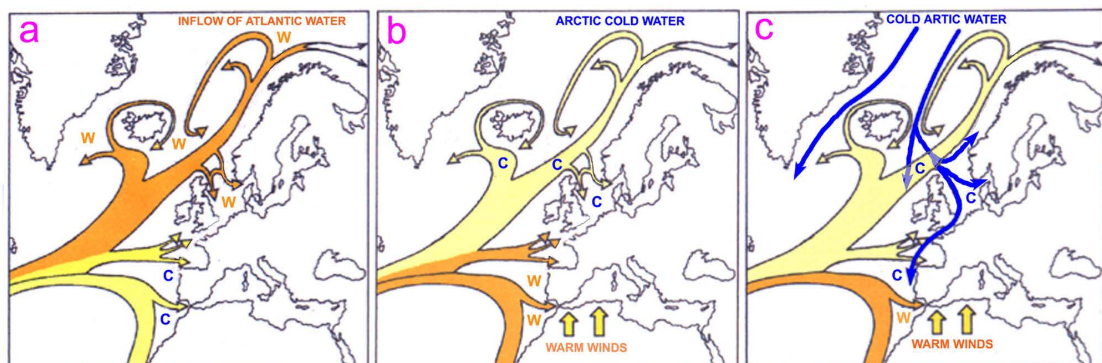 a
INFLOW OF ATLANTIC WATER
W
W
W
W
C
C
b
ARCTIC COLD WATER
C
C
C
W
W
WARM WINDS
c
COLD ARTIC WATER
C
C
C
W
WARM WINDS